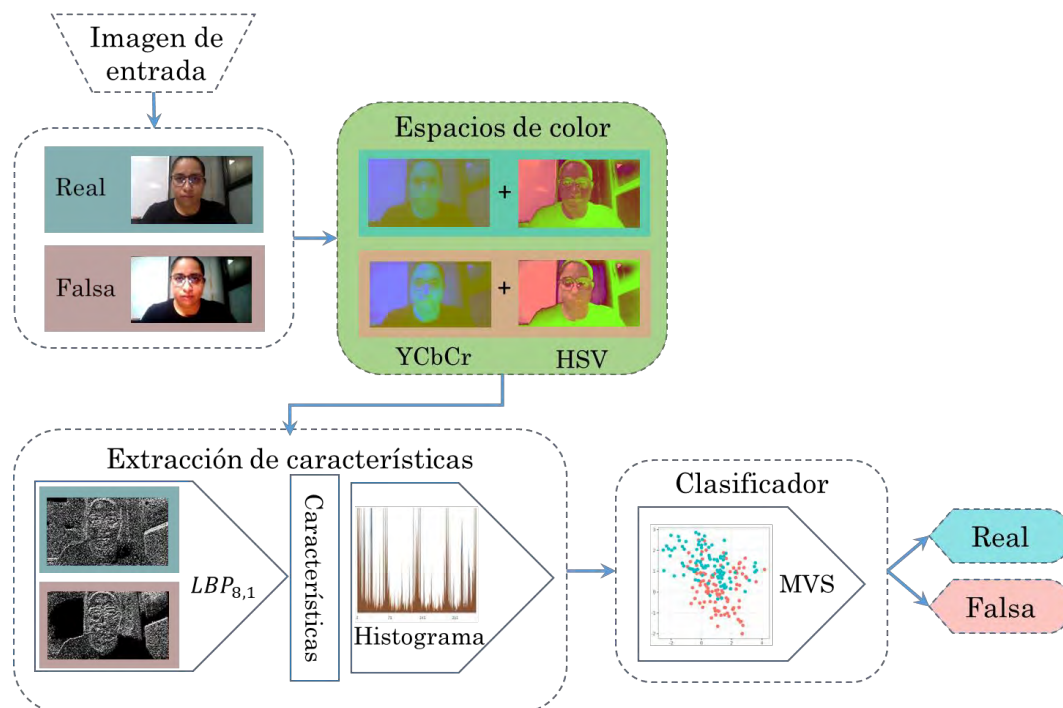 Imagen de
entrada
Real
Falsa
Espacios de color
+
+
YCbCr
HSV
Extracción de característícas
LBP8,1
Características
Histograma
Clasificador
MVS
Real
Falsa